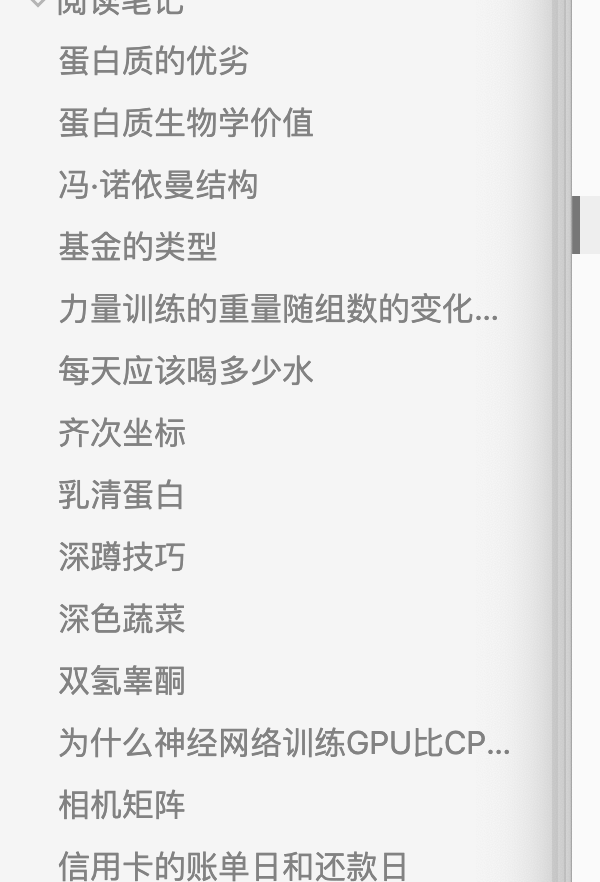 阅读笔记
蛋白质的优劣
蛋白质生物学价值
冯·诺依曼结构
基金的类型
力量训练的重量随组数的变化...
每天应该喝多少水
齐次坐标
乳清蛋白
深蹲技巧
深色蔬菜
双氢睾酮
为什么神经网络训练GPU比CP...
相机矩阵
信用卡的账单日和还款日